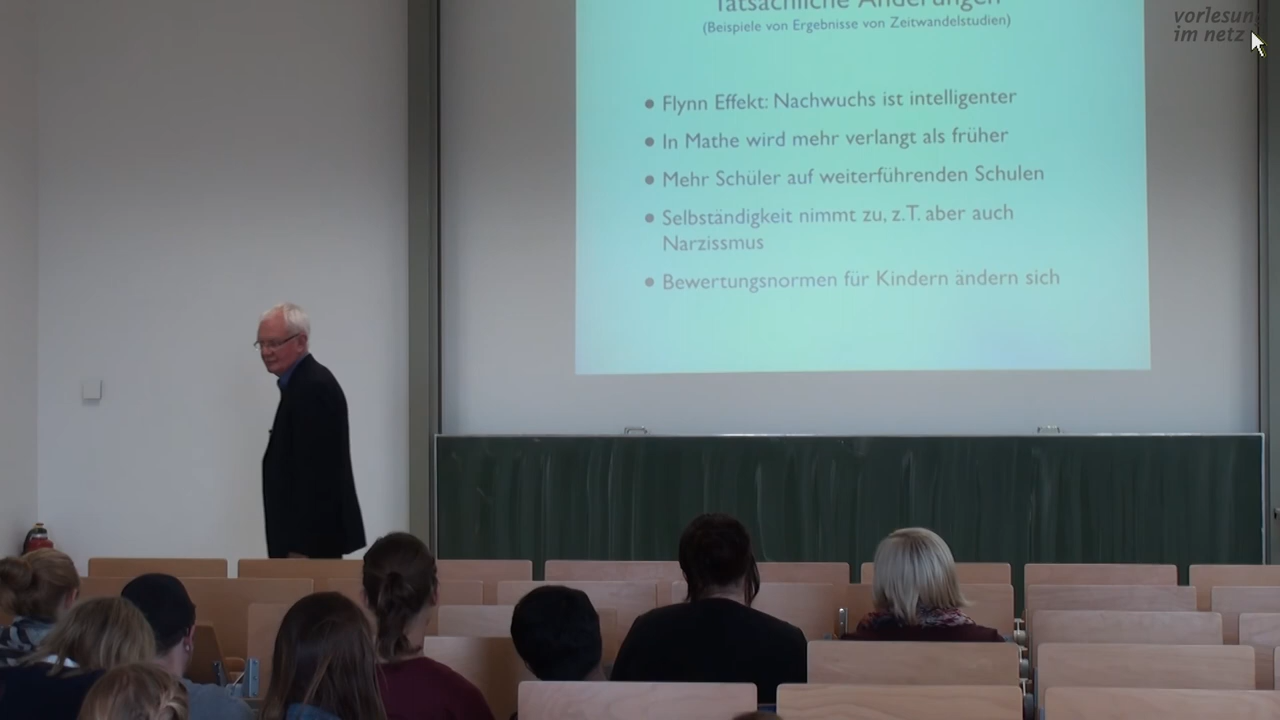 Tatsächliche Änderungen
(Beispiele von Ergebnisse von Zeitwandelstudien)
vorlesung
im netz
• Flynn Effekt: Nachwuchs ist intelligenter
• In Mathe wird mehr verlangt als früher
• Mehr Schüler auf weiterführenden Schulen
• Selbständigkeit nimmt zu, z.T. aber auch
Narzissmus
• Bewertungsnormen für Kindern ändern sich